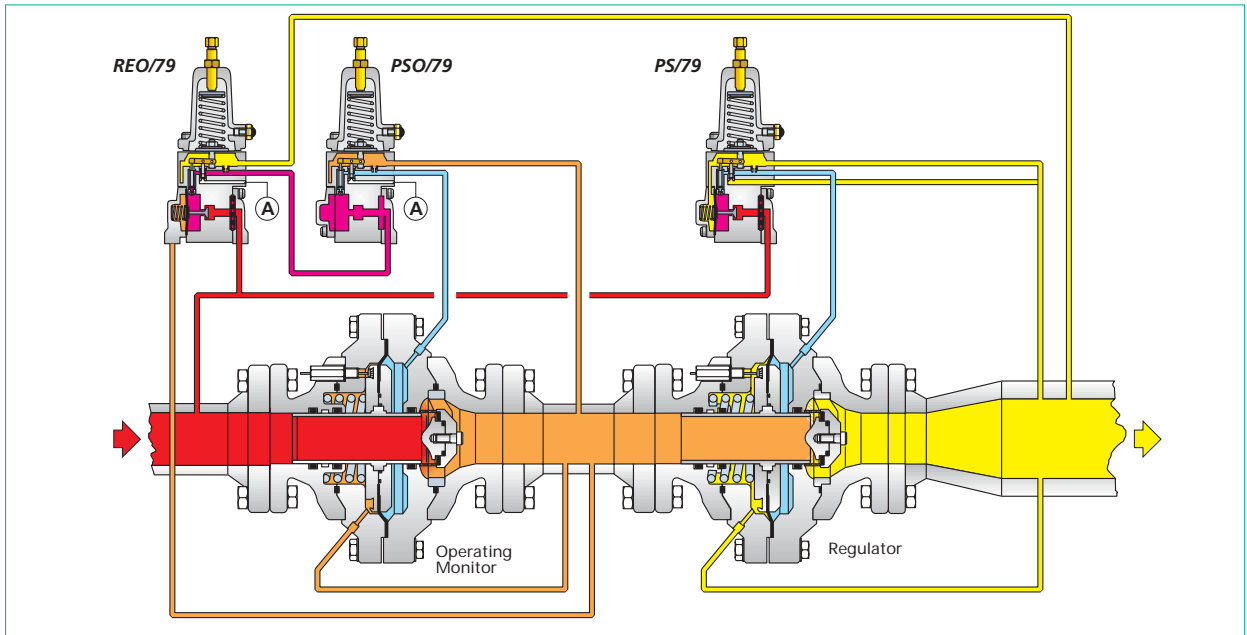 REO/79
PSO/79
PS/79
A
A
Operating
Monitor
Regulator